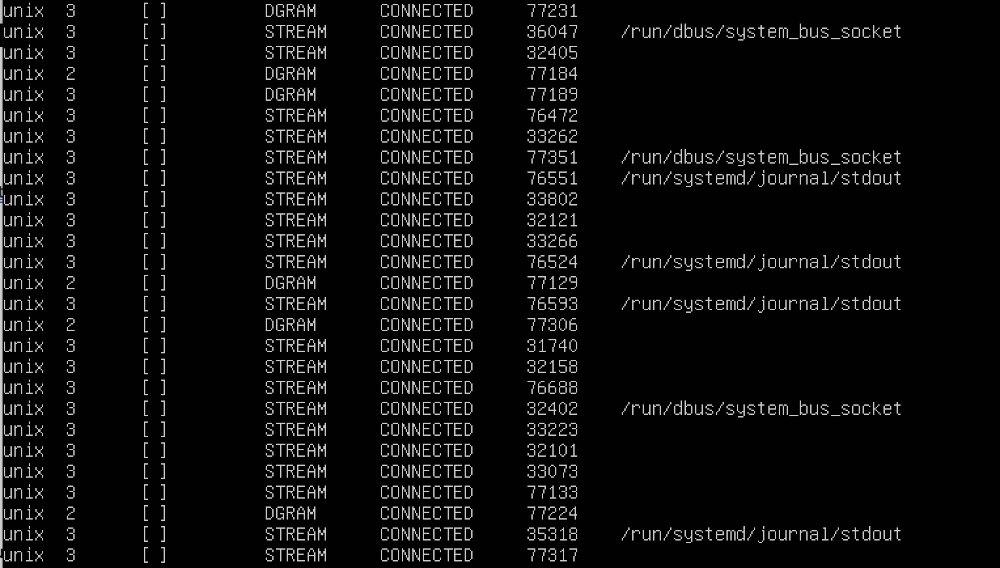 unix  3      [ ]         DGRAM      CONNECTED     77231
unix  3      [ ]         STREAM     CONNECTED     36047    /run/dbus/system_bus_socket
unix  3      [ ]         STREAM     CONNECTED     32405
unix  2      [ ]         DGRAM      CONNECTED     77184
unix  3      [ ]         DGRAM      CONNECTED     77189
unix  3      [ ]         STREAM     CONNECTED     76472
unix  3      [ ]         STREAM     CONNECTED     33262
unix  3      [ ]         STREAM     CONNECTED     77351    /run/dbus/system_bus_socket
unix  3      [ ]         STREAM     CONNECTED     76551    /run/systemd/journal/stdout
unix  3      [ ]         STREAM     CONNECTED     33802
unix  3      [ ]         STREAM     CONNECTED     32121
unix  3      [ ]         STREAM     CONNECTED     33266
unix  3      [ ]         STREAM     CONNECTED     76524    /run/systemd/journal/stdout
unix  2      [ ]         DGRAM      CONNECTED     77129
unix  3      [ ]         STREAM     CONNECTED     76593    /run/systemd/journal/stdout
unix  2      [ ]         DGRAM      CONNECTED     77306
unix  3      [ ]         STREAM     CONNECTED     31740
unix  3      [ ]         STREAM     CONNECTED     32158
unix  3      [ ]         STREAM     CONNECTED     76688
unix  3      [ ]         STREAM     CONNECTED     32402    /run/dbus/system_bus_socket
unix  3      [ ]         STREAM     CONNECTED     33223
unix  3      [ ]         STREAM     CONNECTED     32101
unix  3      [ ]         STREAM     CONNECTED     33073
unix  3      [ ]         STREAM     CONNECTED     77133
unix  2      [ ]         DGRAM      CONNECTED     77224
unix  3      [ ]         STREAM     CONNECTED     35318    /run/systemd/journal/stdout
unix  3      [ ]         STREAM     CONNECTED     77317